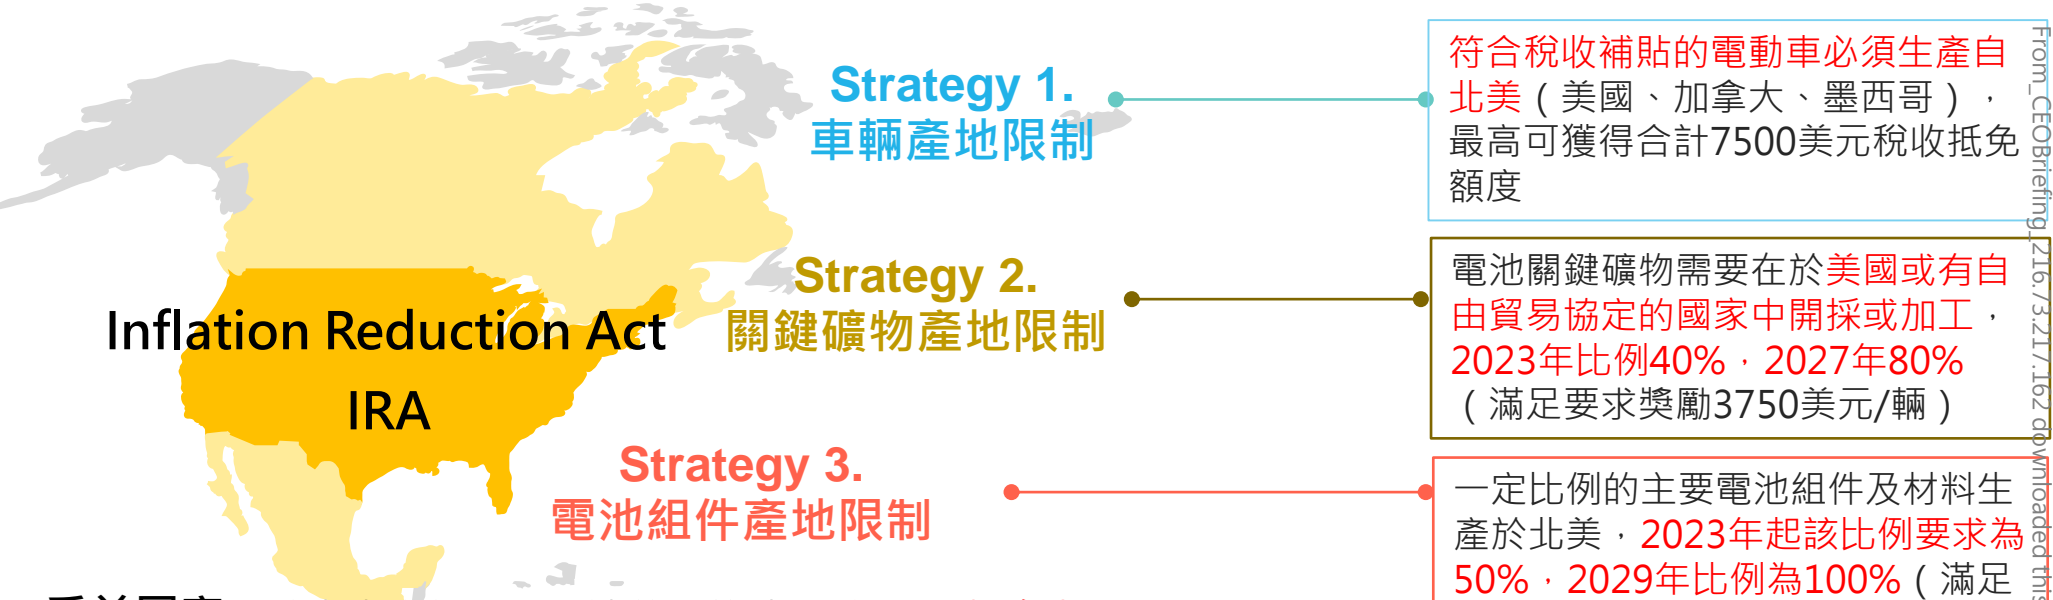 Strategy 1.
車輛產地限制
符合稅收補貼的電動車必須生產自
北美（美國、加拿大、墨西哥），
最高可獲得合計7500美元稅收抵免
額度
Strategy 2.
關鍵礦物產地限制
電池關鍵礦物需要在於美國或有自
由貿易協定的國家中開採或加工，
2023年比例40%，2027年80%
（滿足要求獎勵3750美元/輛）
Inflation Reduction Act
IRA
Strategy 3.
電池組件產地限制
一定比例的主要電池組件及材料生
產於北美，2023年起該比例要求為
50%，2029年比例為100%（滿足
From_CEOBriefing_216.73.217.162 downloaded this